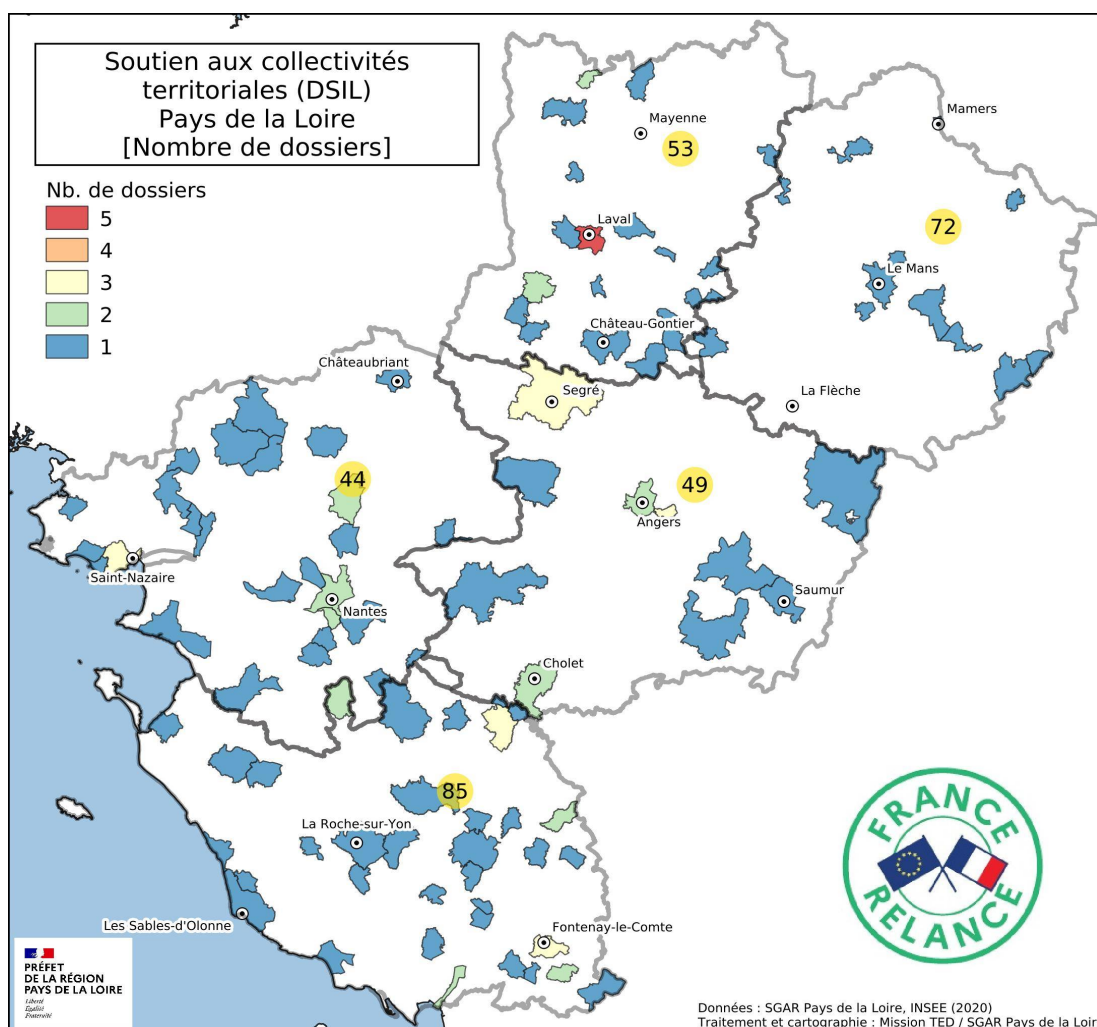 Soutien aux collectivités
territoriales (DSIL)
Pays de la Loire
[Nombre de dossiers]
Nb. de dossiers
5
4
3
2
1
Mamers
Mayenne
53
72
Laval
Le Mans
Château-Gontier
Châteaubriant
Segré
La Flèche
44
49
Angers
Saint-Nazaire
Nantes
Saumur
Cholet
85
La Roche-sur-Yon
Les Sables-d'Olonne
Fontenay-le-Comte
FRANCE
RELANCE
PRÉFET
DE LA RÉGION
PAYS DE LA LOIRE
Liberté
Égalité
Fraternité
Données : SGAR Pays de la Loire, INSEE (2020)
Traitement et cartographie : Mission TED / SGAR Pays de la Loir